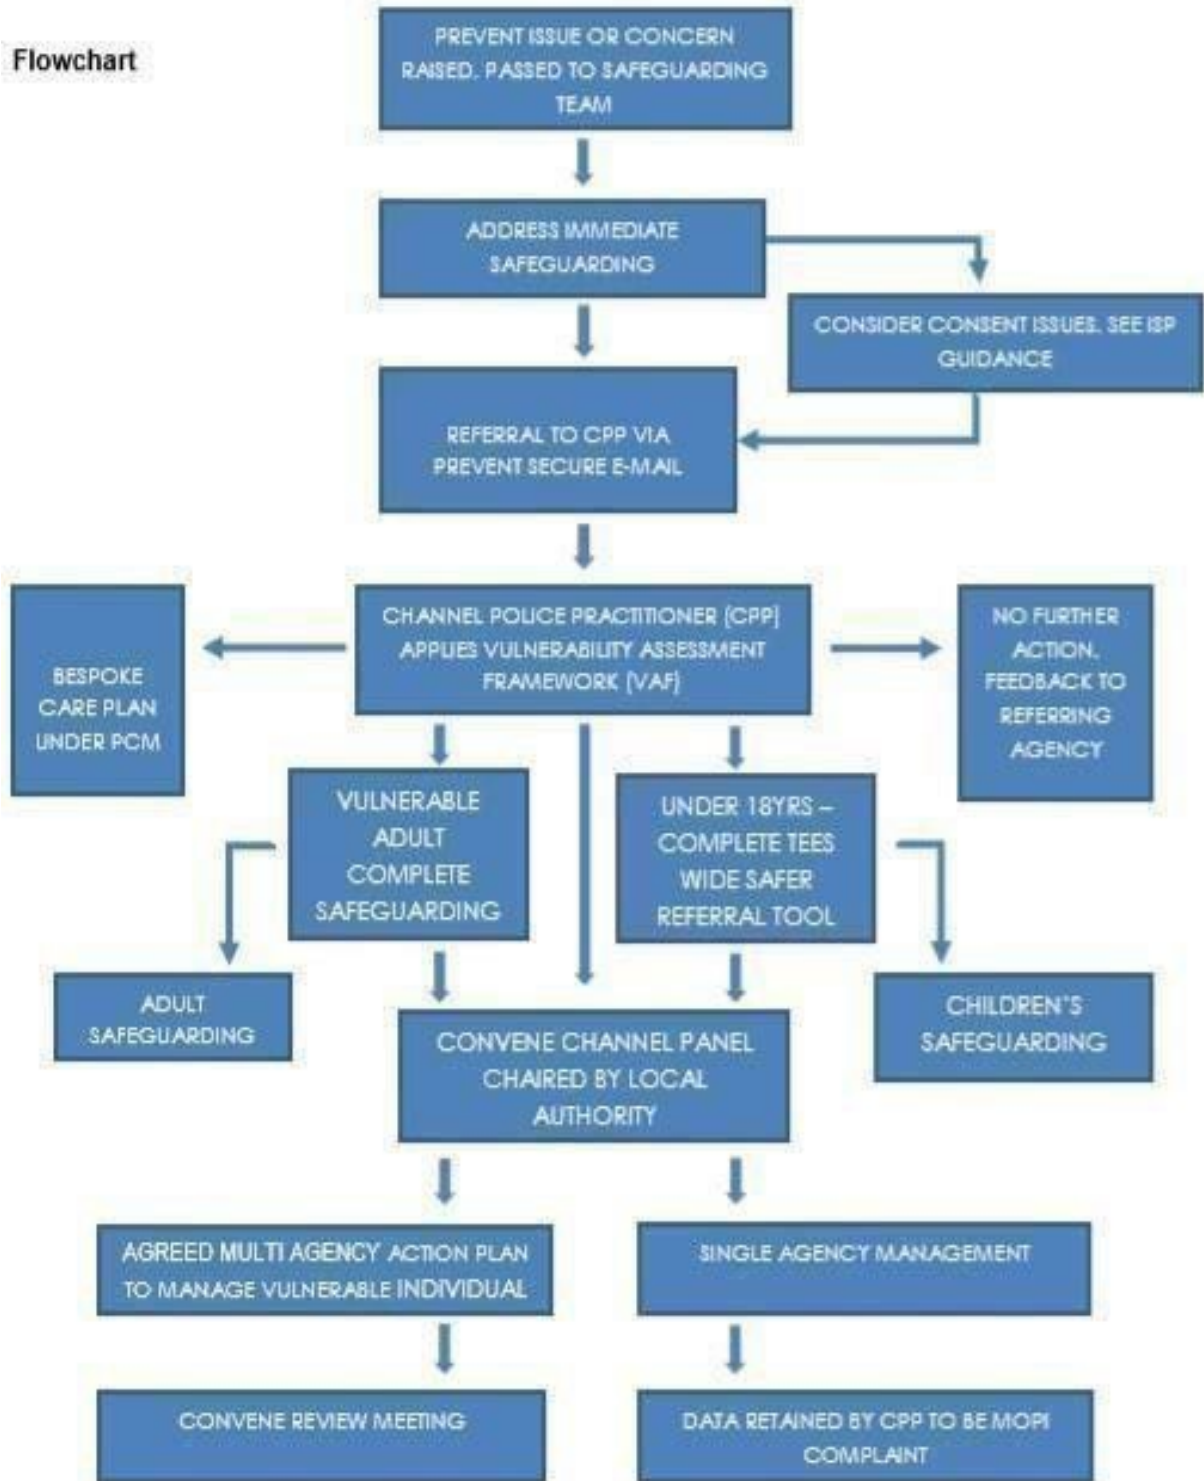 Flowchart
PREVENT ISSUE OR CONCERN
RAISED. PASSED TO SAFEGUARDING
TEAM
ADDRESS IMMEDIATE
SAFEGUARDING
CONSIDER CONSENT ISSUES. SEE ISP
GUIDANCE
REFERRAL TO CPP VIA
PREVENT SECURE E-MAIL
BESPOKE
CARE PLAN
UNDER PCM
CHANNEL POLICE PRACTITIONER (CPP)
APPLIES VULNERABILITY ASSESSMENT
FRAMEWORK (VAF)
NO FURTHER
ACTION.
FEEDBACK TO
REFERRING
AGENCY
VULNERABLE
ADULT
COMPLETE
SAFEGUARDING
UNDER 18YRS –
COMPLETE TEES
WIDE SAFER
REFERRAL TOOL
ADULT
SAFEGUARDING
CHILDREN'S
SAFEGUARDING
CONVENE CHANNEL PANEL
CHAIRED BY LOCAL
AUTHORITY
AGREED MULTI AGENCY ACTION PLAN
TO MANAGE VULNERABLE INDIVIDUAL
SINGLE AGENCY MANAGEMENT
CONVENE REVIEW MEETING
DATA RETAINED BY CPP TO BE MOPI
COMPLAINT